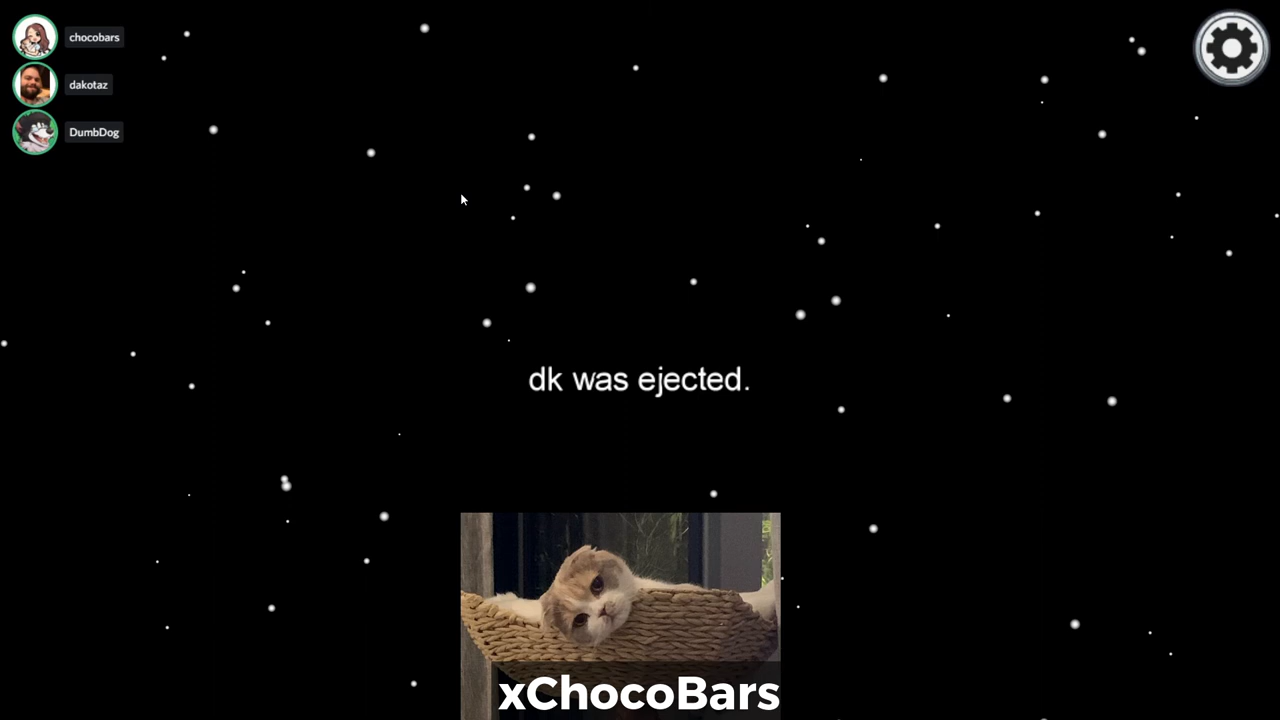 chocobars
dakotaz
DumbDog
dk was ejected.
xChocoBars